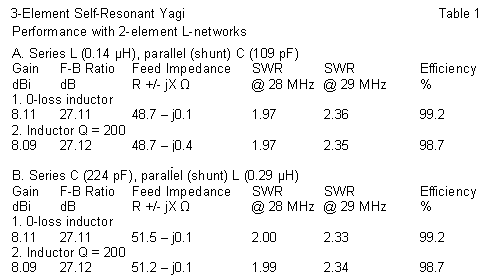 3-Element Self-Resonant Yagi Table 1
Performance with 2-element L-networks
A. Series L (0.14 μH), parallel (shunt) C (109 pF)
Gain F-B Ratio Feed Impedance SWR SWR Efficiency
dBi dB R +/- jX Ω @ 28 MHz @ 29 MHz %
1. 0-loss inductor
8.11 27.11 48.7 – j0.1 1.97 2.36 99.2
2. Inductor Q = 200
8.09 27.12 48.7 – j0.4 1.97 2.35 98.7
B. Series C (224 pF), parallel (shunt) L (0.29 μH)
Gain F-B Ratio Feed Impedance SWR SWR Efficiency
dBi dB R +/- jX Ω @ 28 MHz @ 29 MHz %
1. 0-loss inductor
8.11 27.11 51.5 – j0.1 2.00 2.33 99.2
2. Inductor Q = 200
8.09 27.12 51.2 – j0.1 1.99 2.34 98.7